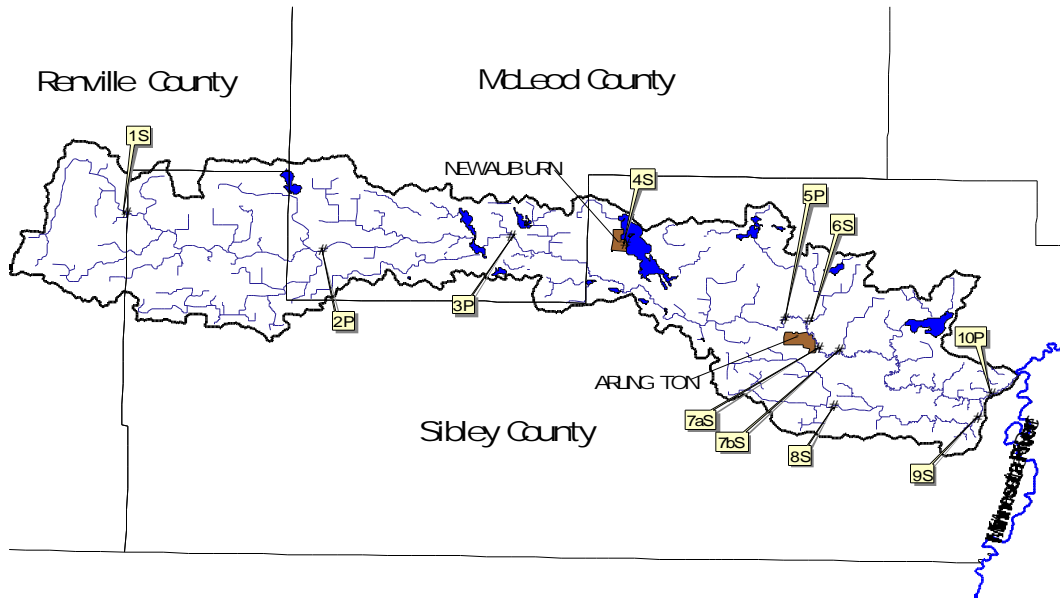 Renville County
McLeod County
1S
NEW AUBURN
4S
5P
6S
2P
3P
10P
ARLINGTON
7aS
7bS
Sibley County
8S
9S
Minnesota River